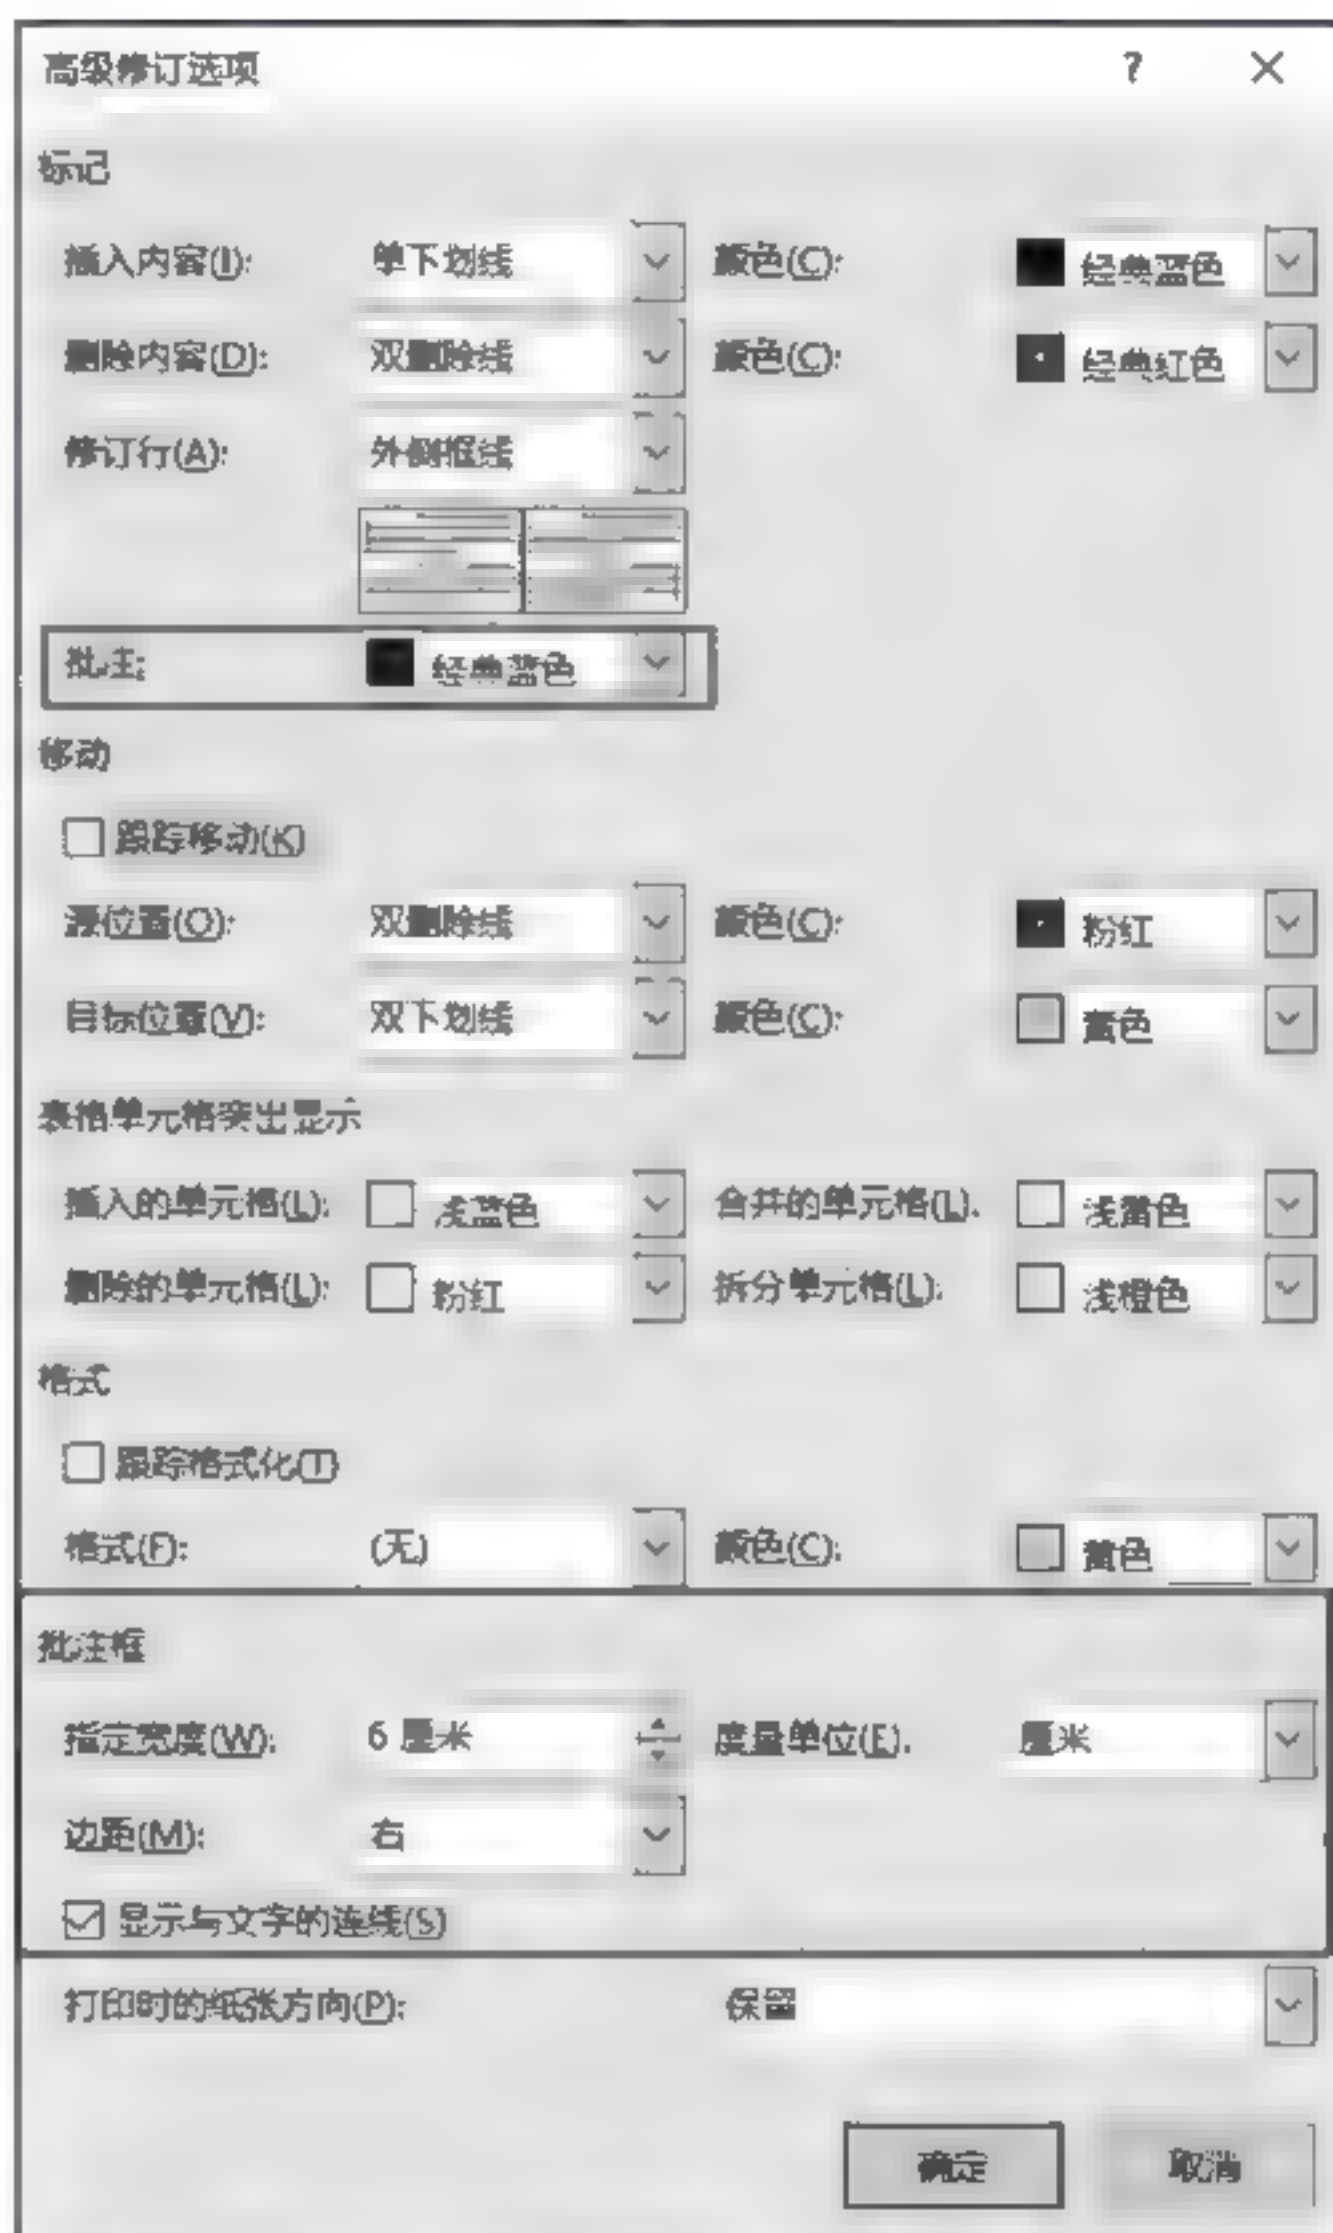 高级修订选项 ? ×
标记
插入内容(I): 单下划线 颜色(C): 经典蓝色
删除内容(D): 双删除线 颜色(C): 经典红色
修订行(A): 外侧框线
批注: 经典蓝色
移动
跟踪移动(K)
源位置(O): 双删除线 颜色(C): 粉红
目标位置(V): 双下划线 颜色(C): 黄色
表格单元格突出显示
插入的单元格(L): 浅蓝色 合并的单元格(L): 浅黄色
删除的单元格(L): 粉红 拆分单元格(L): 浅橙色
格式
跟踪格式化(T)
格式(F): (无) 颜色(C): 黄色
批注框
指定宽度(W): 6 厘米 度量单位(E): 厘米
边距(M): 右
显示与文字的连线(S)
打印时的纸张方向(P): 保留
确定 取消